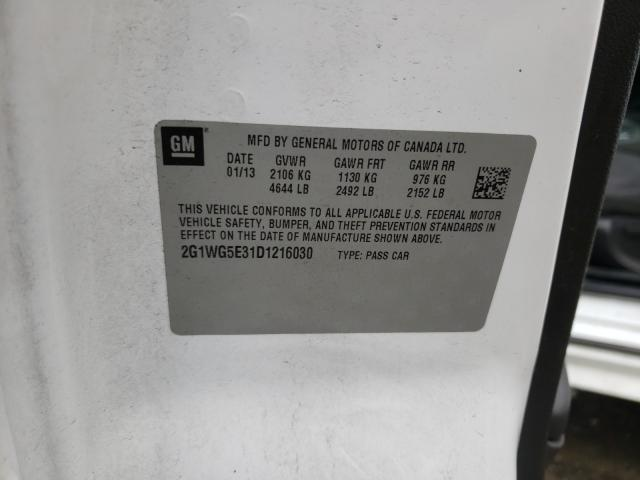 GM
MFD BY GENERAL MOTORS OF CANADA LTD.
DATE GVWR GAWR FRT GAWR RR
01/13 2106 KG 1130 KG 976 KG
4644 LB 2492 LB 2152 LB
THIS VEHICLE CONFORMS TO ALL APPLICABLE U.S. FEDERAL MOTOR
VEHICLE SAFETY, BUMPER, AND THEFT PREVENTION STANDARDS IN
EFFECT ON THE DATE OF MANUFACTURE SHOWN ABOVE.
2G1WG5E31D1216030 TYPE: PASS CAR